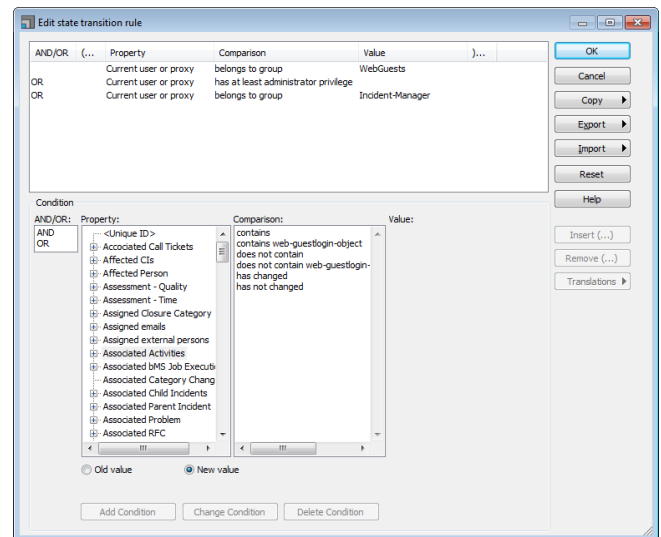 Edit state transition rule
AND/OR (... Property Comparison Value )...
Current user or proxy belongs to group WebGuests
OR Current user or proxy has at least administrator privilege
OR Current user or proxy belongs to group Incident-Manager
OK
Cancel
Copy
Export
Import
Reset
Help
Insert (...)
Remove (...)
Translations
Condition
AND/OR: Property: Comparison: Value:
AND
OR
<Unique ID>
Accociated Call Tickets
Affected CIs
Affected Person
Assessment - Quality
Assessment - Time
Assigned Closure Category
Assigned emails
Assigned external persons
Associated Activities
Associated bMS Job Executi
Associated Category Chang
Associated Child Incidents
Associated Parent Incident
Associated Problem
Associated RFC
contains
contains web-guestlogin-object
does not contain
does not contain web-guestlogin-
has changed
has not changed
Old value New value
Add Condition Change Condition Delete Condition